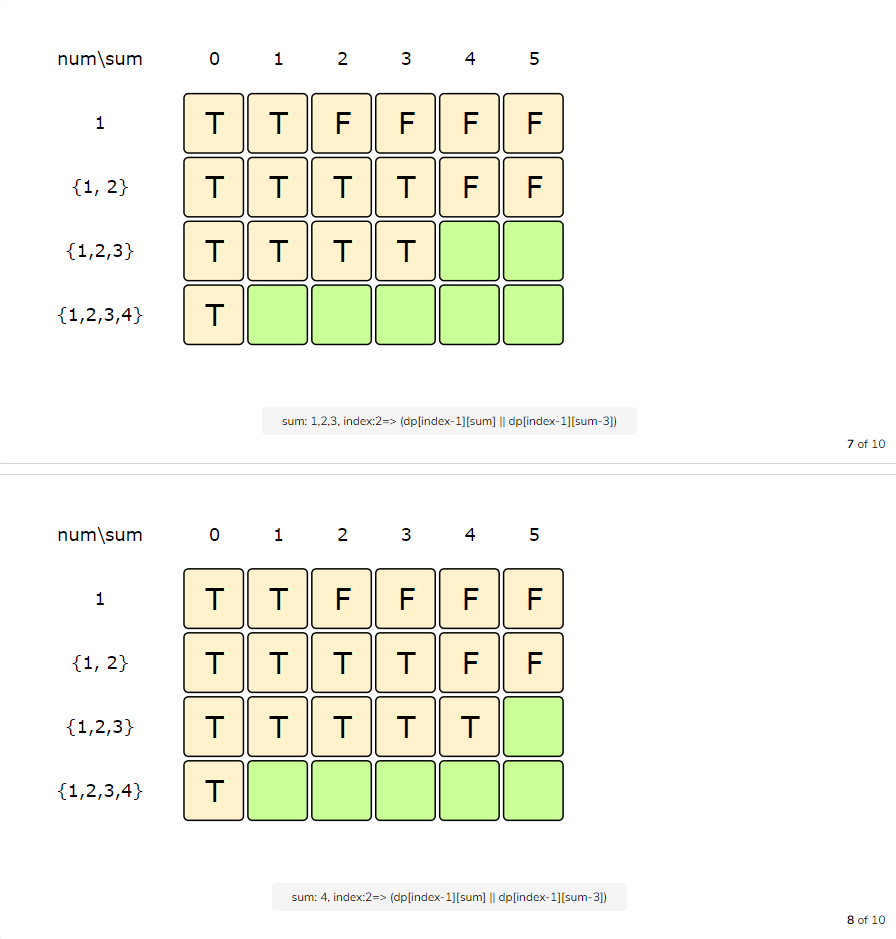 num\sum 0 1 2 3 4 5
1 T T F F F F
{1, 2} T T T T F F
{1,2,3} T T T T
{1,2,3,4} T
sum: 1,2,3, index:2=> (dp[index-1][sum] || dp[index-1][sum-3])
7 of 10
num\sum 0 1 2 3 4 5
1 T T F F F F
{1, 2} T T T T F F
{1,2,3} T T T T T
{1,2,3,4} T
sum: 4, index:2=> (dp[index-1][sum] || dp[index-1][sum-3])
8 of 10